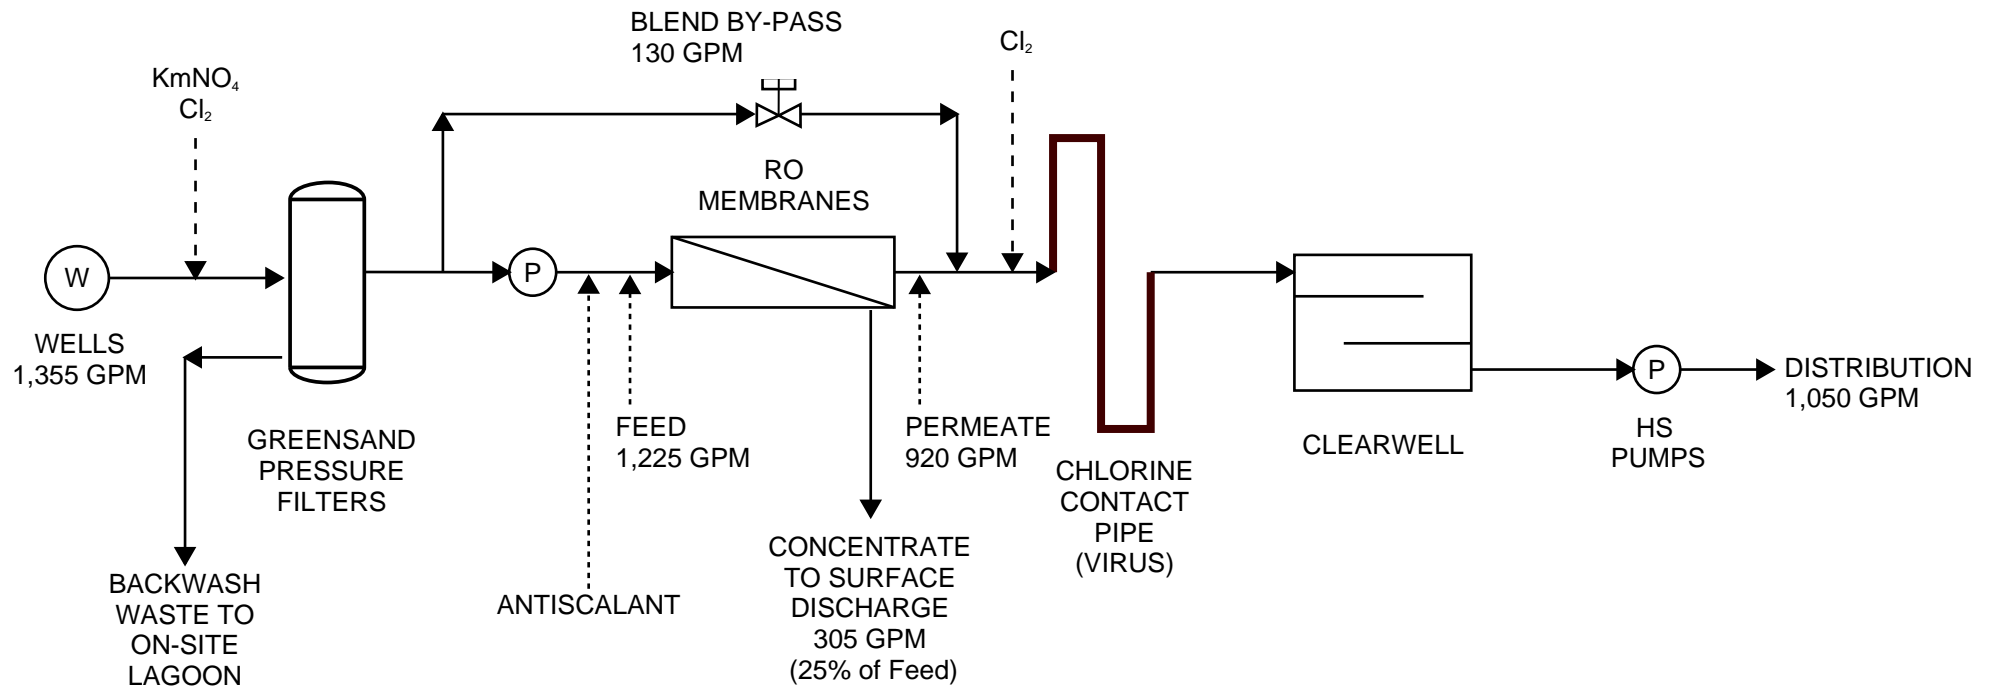 BLEND BY-PASS
130 GPM
Cl₂
KmNO₄
Cl₂
RO
MEMBRANES
W
P
WELLS
1,355 GPM
P
DISTRIBUTION
1,050 GPM
GREENSAND
PRESSURE
FILTERS
FEED
1,225 GPM
PERMEATE
920 GPM
CHLORINE
CONTACT
PIPE
(VIRUS)
CLEARWELL
HS
PUMPS
BACKWASH
WASTE TO
ON-SITE
LAGOON
ANTISCALANT
CONCENTRATE
TO SURFACE
DISCHARGE
305 GPM
(25% of Feed)